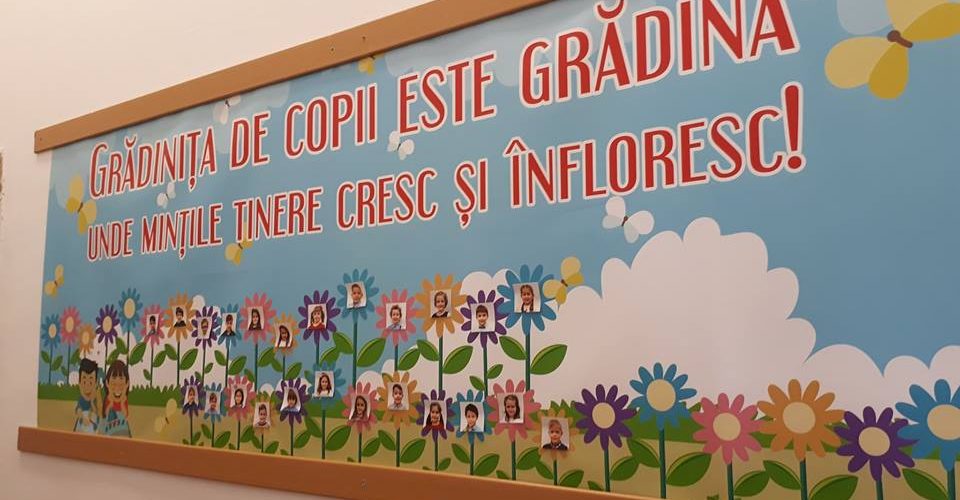 GRĂDINIȚA DE COPII ESTE GRĂDINA
UNDE MINȚILE TINERE CRESC ȘI ÎNFLORESC!